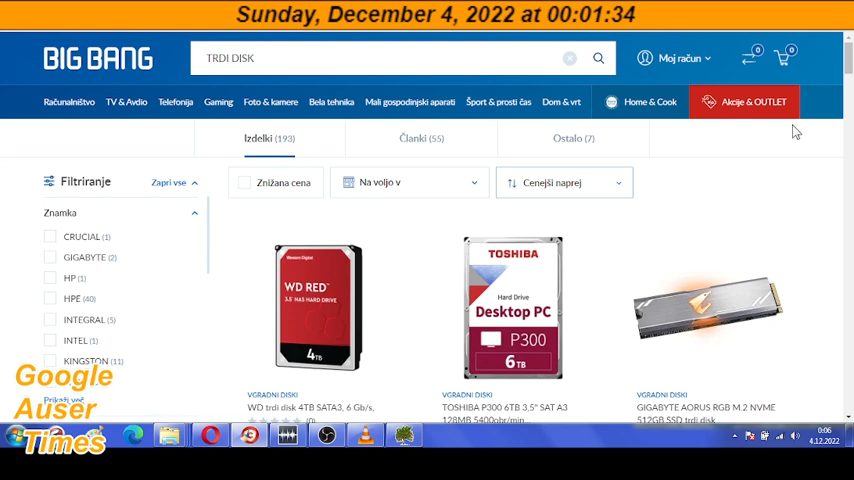 Sunday, December 4, 2022 at 00:01:34
BIG BANG
TRDI DISK
Moj račun
0
0
Računalništvo
TV & Avdio
Telefonija
Gaming
Foto & kamere
Bela tehnika
Mali gospodinjski aparati
Šport & prosti čas
Dom & vrt
Home & Cook
Akcije & OUTLET
Izdelki (193)
Članki (55)
Ostalo (7)
Filtriranje
Zapri vse
Znižana cena
Na voljo v
Cenejši naprej
Znamka
CRUCIAL (1)
GIGABYTE (2)
HP (1)
HPE (40)
INTEGRAL (5)
INTEL (1)
KINGSTON (11)
Prikaži več
Western Digital
WD RED
3.5" NAS HARD DRIVE
4TB
TOSHIBA
Hard Drive
Desktop PC
P300
6TB
VGRADNI DISKI
WD trdi disk 4TB SATA3, 6 Gb/s,
(0)
VGRADNI DISKI
TOSHIBA P300 6TB 3,5" SAT A3
128MB 5400obr/min
VGRADNI DISKI
GIGABYTE AORUS RGB M.2 NVME
512GB SSD trdi disk
Google
Auser
Times
0:06
4.12.2022